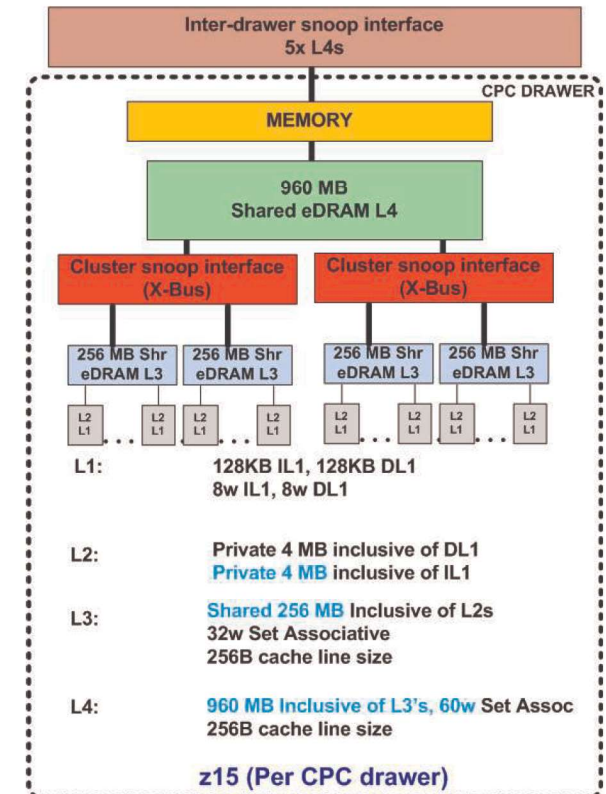 Inter-drawer snoop interface
5x L4s
CPC DRAWER
MEMORY
960 MB
Shared eDRAM L4
Cluster snoop interface
(X-Bus)
Cluster snoop interface
(X-Bus)
256 MB Shr
eDRAM L3
256 MB Shr
eDRAM L3
256 MB Shr
eDRAM L3
256 MB Shr
eDRAM L3
L2
L1
...
L2
L1
L2
L1
...
L2
L1
L2
L1
...
L2
L1
L2
L1
...
L2
L1
L1: 128KB IL1, 128KB DL1
8w IL1, 8w DL1
L2: Private 4 MB inclusive of DL1
Private 4 MB inclusive of IL1
L3: Shared 256 MB Inclusive of L2s
32w Set Associative
256B cache line size
L4: 960 MB Inclusive of L3's, 60w Set Assoc
256B cache line size
z15 (Per CPC drawer)